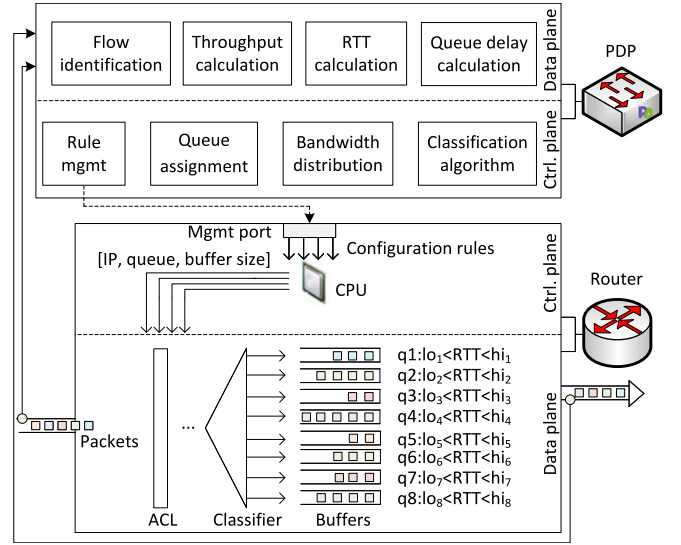 Flow
identification
Throughput
calculation
RTT
calculation
Queue delay
calculation
Data plane
PDP
Rule
mgmt
Queue
assignment
Bandwidth
distribution
Classification
algorithm
Ctrl. plane
Mgmt port
Configuration rules
[IP, queue, buffer size]
CPU
Ctrl. plane
Router
q1:lo₁<RTT<hi₁
q2:lo₂<RTT<hi₂
q3:lo₃<RTT<hi₃
q4:lo₄<RTT<hi₄
q5:lo₅<RTT<hi₅
q6:lo₆<RTT<hi₆
q7:lo₇<RTT<hi₇
q8:lo₈<RTT<hi₈
Packets
...
Data plane
ACL
Classifier
Buffers